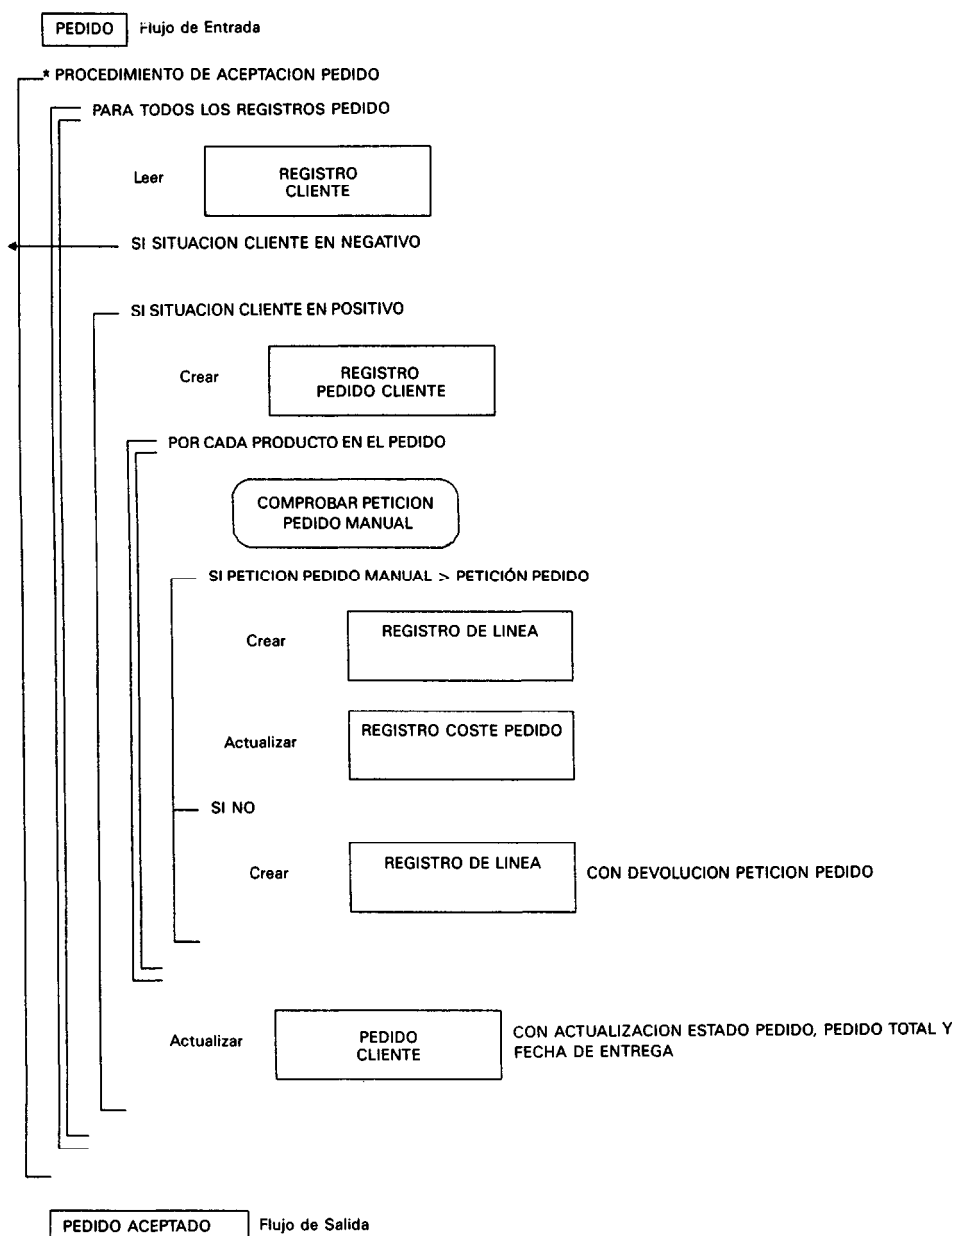 PEDIDO Flujo de Entrada
* PROCEDIMIENTO DE ACEPTACION PEDIDO
PARA TODOS LOS REGISTROS PEDIDO
Leer
REGISTRO
CLIENTE
SI SITUACION CLIENTE EN NEGATIVO
SI SITUACION CLIENTE EN POSITIVO
Crear
REGISTRO
PEDIDO CLIENTE
POR CADA PRODUCTO EN EL PEDIDO
COMPROBAR PETICION
PEDIDO MANUAL
SI PETICION PEDIDO MANUAL > PETICIÓN PEDIDO
Crear
REGISTRO DE LINEA
Actualizar
REGISTRO COSTE PEDIDO
SI NO
Crear
REGISTRO DE LINEA
CON DEVOLUCION PETICION PEDIDO
Actualizar
PEDIDO
CLIENTE
CON ACTUALIZACION ESTADO PEDIDO, PEDIDO TOTAL Y
FECHA DE ENTREGA
PEDIDO ACEPTADO Flujo de Salida